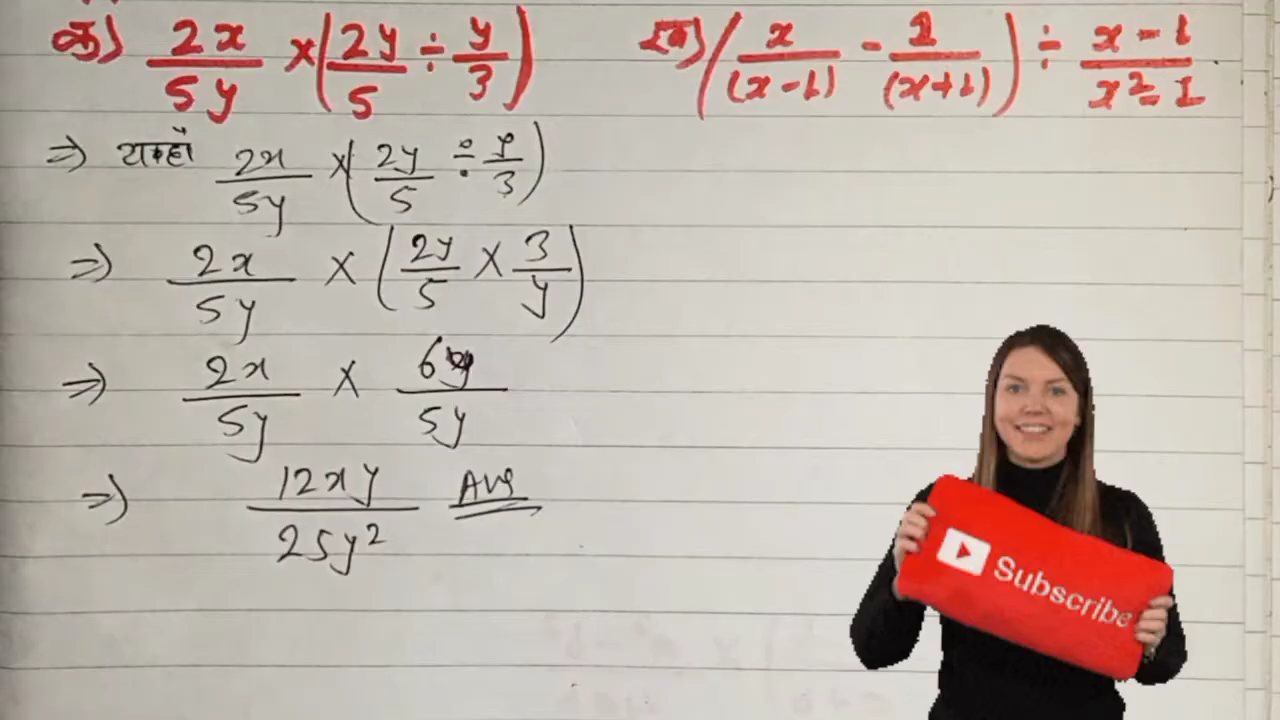 क) 2x/5y × (2y/5 ÷ y/3)
ख) (x/(x-1) - 1/(x+1)) ÷ x-1/x²-1
⇒ यहाँ 2x/5y × (2y/5 ÷ y/3)
⇒ 2x/5y × (2y/5 × 3/y)
⇒ 2x/5y × 6y/5y
⇒ 12xy/25y² Ans
Subscribe